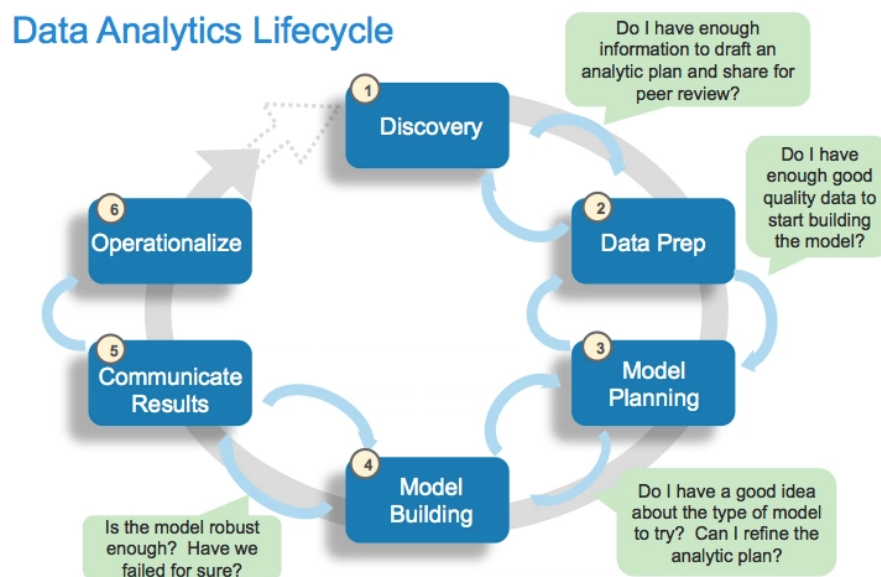 Data Analytics Lifecycle
Do I have enough
information to draft an
analytic plan and share for
peer review?
1
Discovery
Do I have
enough good
quality data to
start building
the model?
2
Data Prep
6
Operationalize
3
Model
Planning
5
Communicate
Results
4
Model
Building
Do I have a good idea
about the type of model
to try? Can I refine the
analytic plan?
Is the model robust
enough? Have we
failed for sure?